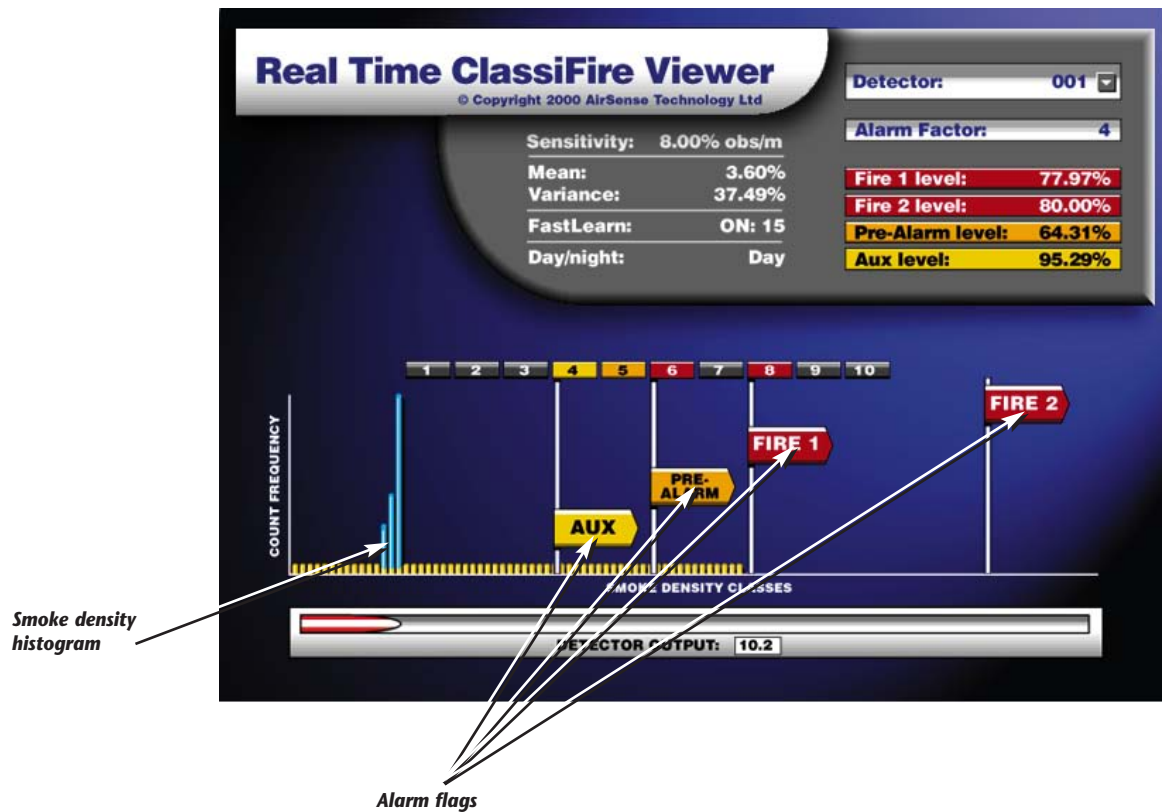 Real Time ClassiFire Viewer
© Copyright 2000 AirSense Technology Ltd
Detector: 001
Alarm Factor: 4
Sensitivity: 8.00% obs/m
Mean: 3.60%
Variance: 37.49%
FastLearn: ON: 15
Day/night: Day
Fire 1 level: 77.97%
Fire 2 level: 80.00%
Pre-Alarm level: 64.31%
Aux level: 95.29%
1 2 3 4 5 6 7 8 9 10
FIRE 2
FIRE 1
PRE-
ALARM
AUX
COUNT FREQUENCY
SMOKE DENSITY CLASSES
DETECTOR OUTPUT: 10.2
Smoke density
histogram
Alarm flags